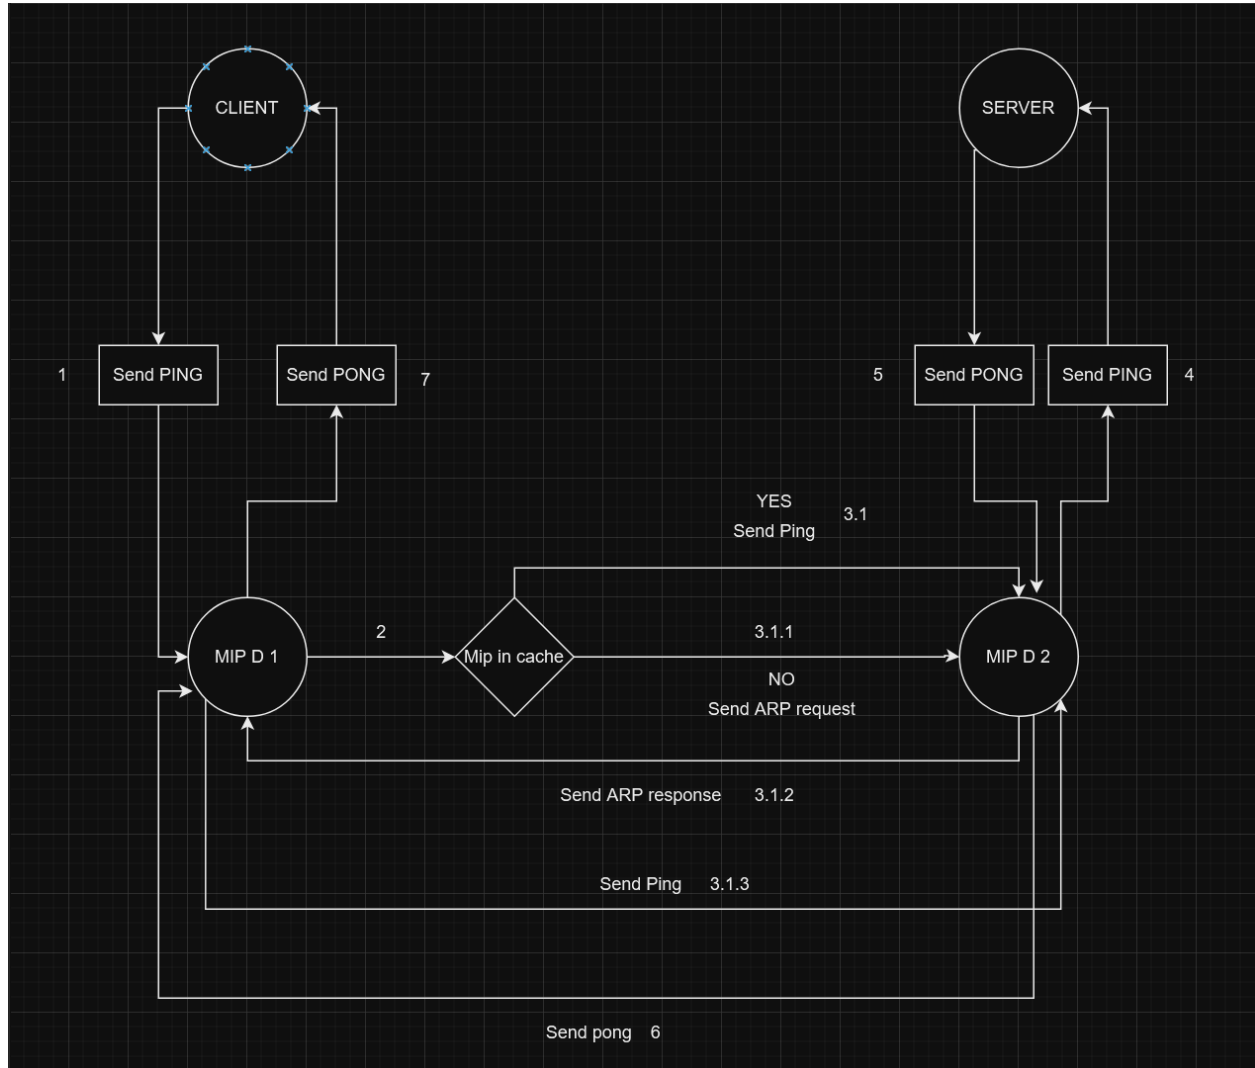 CLIENT
SERVER
1
Send PING
Send PONG
7
5
Send PONG
Send PING
4
YES
3.1
Send Ping
MIP D 1
2
Mip in cache
3.1.1
MIP D 2
NO
Send ARP request
Send ARP response 3.1.2
Send Ping 3.1.3
Send pong 6